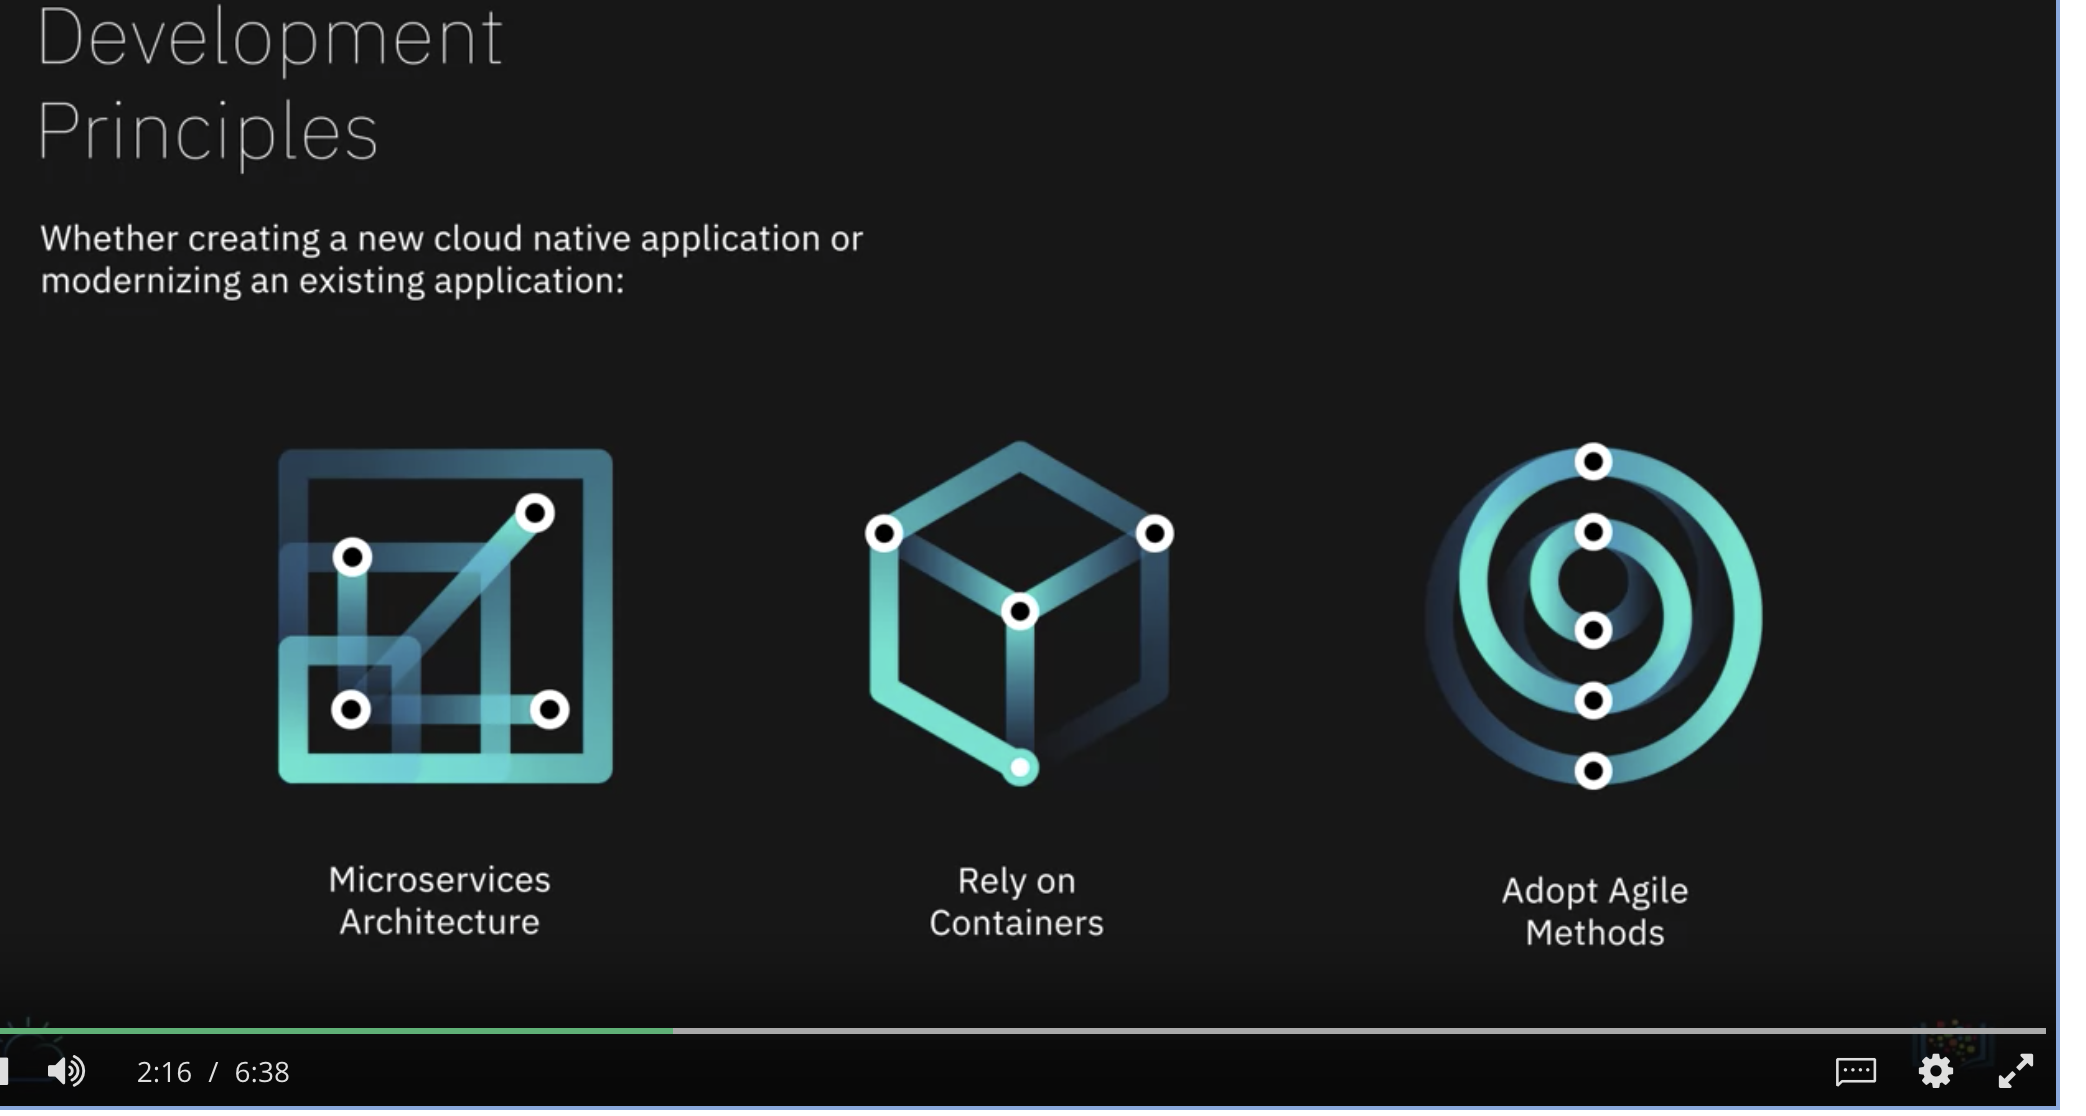 Development
Principles
Whether creating a new cloud native application or
modernizing an existing application:
Microservices
Architecture
Rely on
Containers
Adopt Agile
Methods
2:16 / 6:38